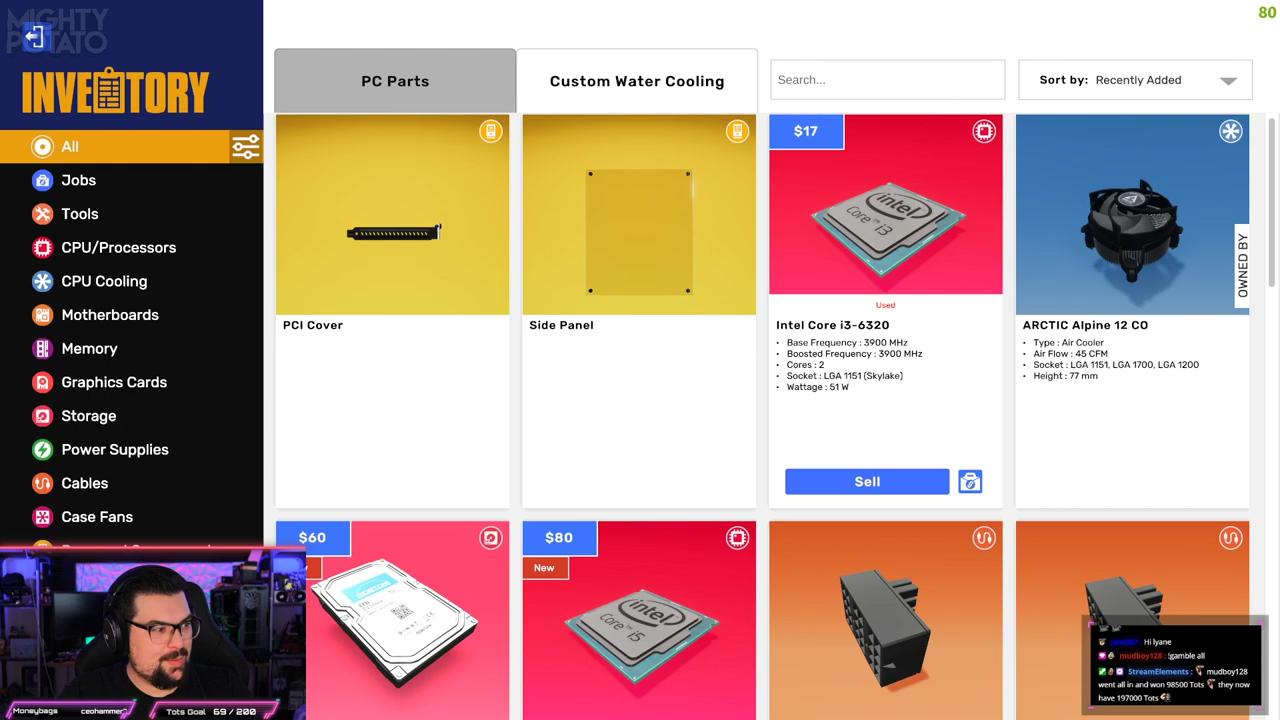 MIGHTY
POTATO
80
INVENTORY
PC Parts
Custom Water Cooling
Search...
Sort by: Recently Added
All
Jobs
Tools
CPU/Processors
CPU Cooling
Motherboards
Memory
Graphics Cards
Storage
Power Supplies
Cables
Case Fans
PCI Cover
Side Panel
$17
intel
Core i3
Used
Intel Core i3-6320
• Base Frequency : 3900 MHz
• Boosted Frequency : 3900 MHz
• Cores : 2
• Socket : LGA 1151 (Skylake)
• Wattage : 51 W
Sell
OWNED BY
ARCTIC Alpine 12 CO
• Type : Air Cooler
• Air Flow : 45 CFM
• Socket : LGA 1151, LGA 1700, LGA 1200
• Height : 77 mm
$60
$80
New
intel
Core i5
Hi lyane
mudboy128 : !gamble all
StreamElements : mudboy128
went all in and won 98500 Tots they now
have 197000 Tots
Moneybags
ceohammer
Tots Goal
69 / 200